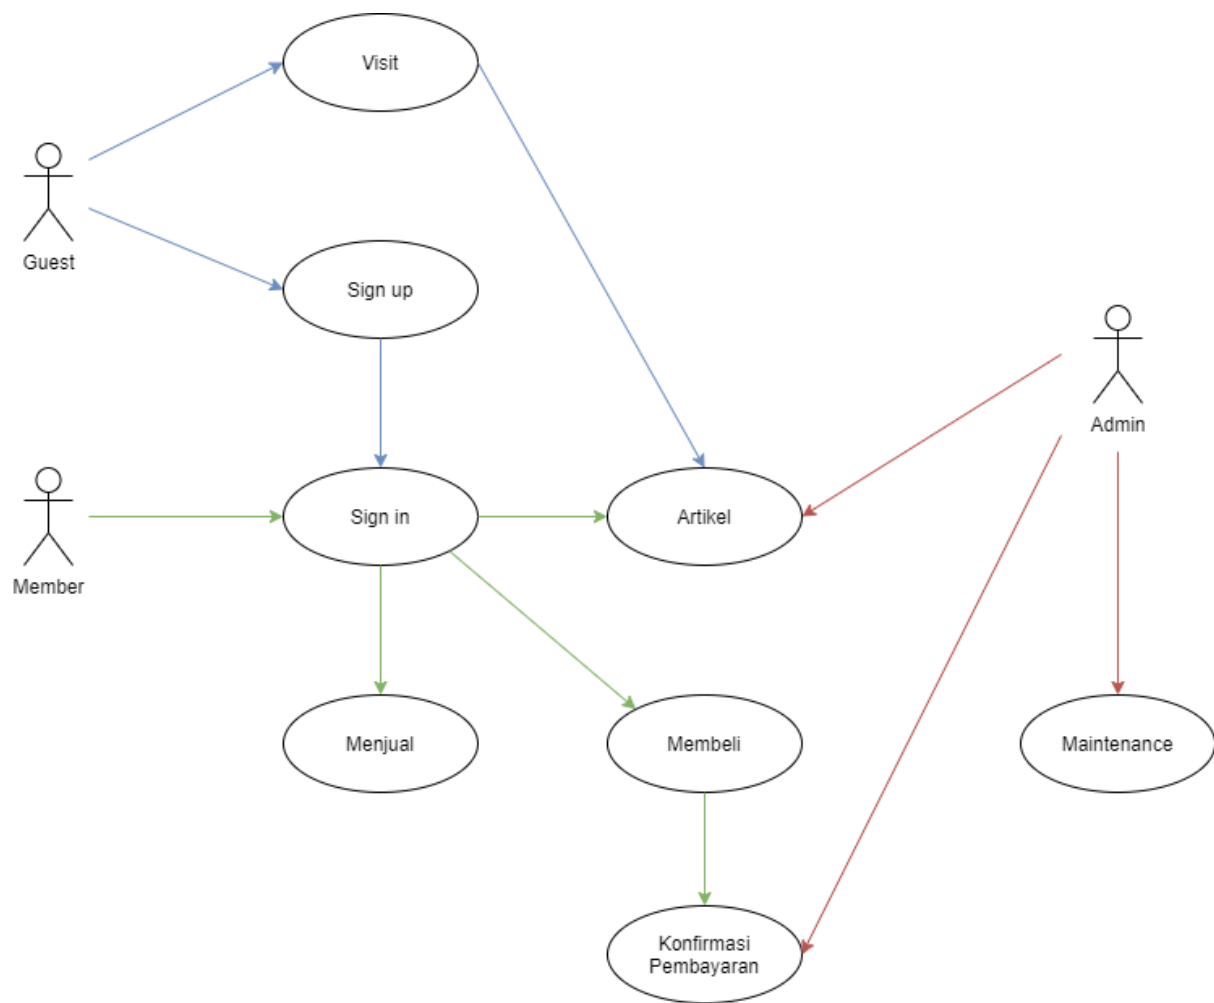 Visit
Guest
Sign up
Admin
Sign in
Artikel
Member
Menjual
Membeli
Maintenance
Konfirmasi
Pembayaran